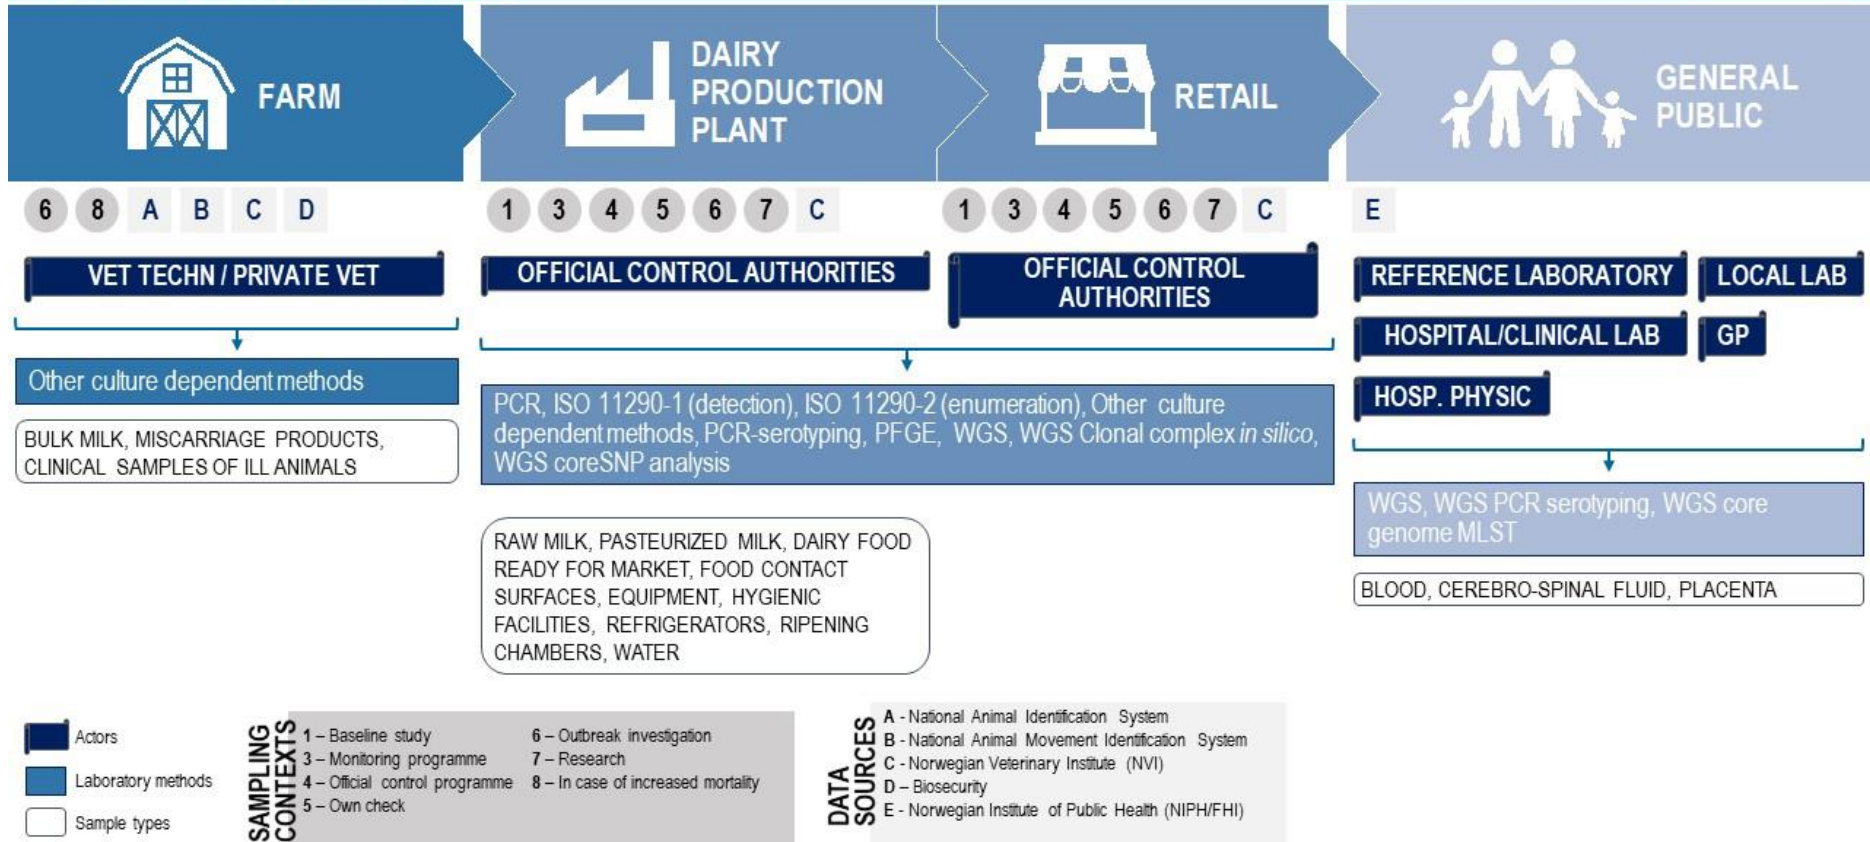 FARM
DAIRY
PRODUCTION
PLANT
RETAIL
GENERAL
PUBLIC
6 8 A B C D
1 3 4 5 6 7 C
1 3 4 5 6 7 C
E
VET TECHN / PRIVATE VET
OFFICIAL CONTROL AUTHORITIES
OFFICIAL CONTROL
AUTHORITIES
REFERENCE LABORATORY
LOCAL LAB
HOSPITAL/CLINICAL LAB
GP
HOSP. PHYSIC
Other culture dependent methods
BULK MILK, MISCARRIAGE PRODUCTS,
CLINICAL SAMPLES OF ILL ANIMALS
PCR, ISO 11290-1 (detection), ISO 11290-2 (enumeration), Other culture
dependent methods, PCR-serotyping, PFGE, WGS, WGS Clonal complex in silico,
WGS coreSNP analysis
RAW MILK, PASTEURIZED MILK, DAIRY FOOD
READY FOR MARKET, FOOD CONTACT
SURFACES, EQUIPMENT, HYGIENIC
FACILITIES, REFRIGERATORS, RIPENING
CHAMBERS, WATER
WGS, WGS PCR serotyping, WGS core
genome MLST
BLOOD, CEREBRO-SPINAL FLUID, PLACENTA
Actors
Laboratory methods
Sample types
SAMPLING
CONTEXTS
1 – Baseline study
3 – Monitoring programme
4 – Official control programme
5 – Own check
6 – Outbreak investigation
7 – Research
8 – In case of increased mortality
DATA
SOURCES
A - National Animal Identification System
B - National Animal Movement Identification System
C - Norwegian Veterinary Institute (NVI)
D – Biosecurity
E - Norwegian Institute of Public Health (NIPH/FHI)